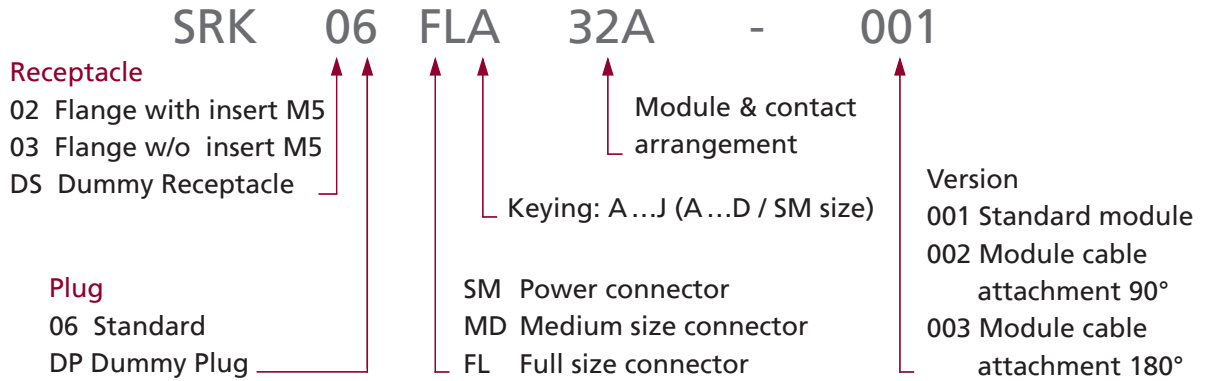 SRK 06 FLA 32A - 001
Receptacle
02 Flange with insert M5
03 Flange w/o insert M5
DS Dummy Receptacle
Plug
06 Standard
DP Dummy Plug
SM Power connector
MD Medium size connector
FL Full size connector
Keying: A...J (A...D / SM size)
Module & contact
arrangement
Version
001 Standard module
002 Module cable
attachment 90°
003 Module cable
attachment 180°